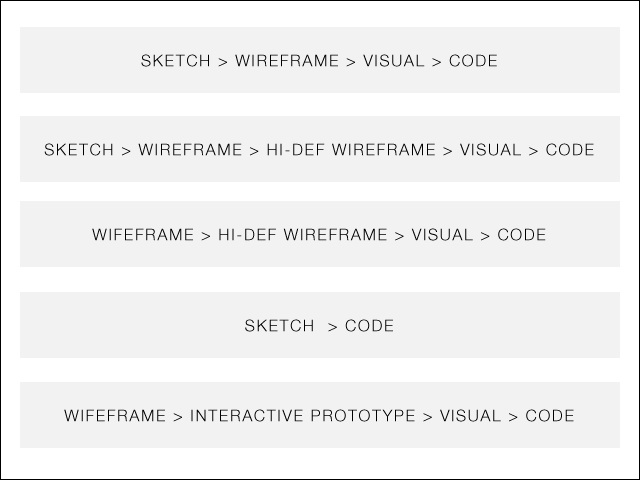 SKETCH > WIREFRAME > VISUAL > CODE
SKETCH > WIREFRAME > HI-DEF WIREFRAME > VISUAL > CODE
WIFEFRAME > HI-DEF WIREFRAME > VISUAL > CODE
SKETCH > CODE
WIFEFRAME > INTERACTIVE PROTOTYPE > VISUAL > CODE